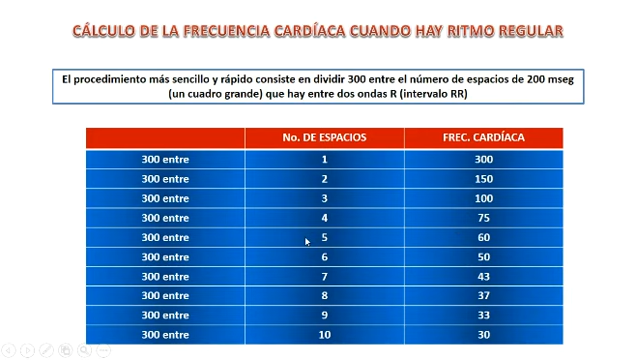 CÁLCULO DE LA FRECUENCIA CARDÍACA CUANDO HAY RITMO REGULAR
El procedimiento más sencillo y rápido consiste en dividir 300 entre el número de espacios de 200 mseg
(un cuadro grande) que hay entre dos ondas R (intervalo RR)
No. DE ESPACIOS FREC. CARDÍACA
300 entre 1 300
300 entre 2 150
300 entre 3 100
300 entre 4 75
300 entre 5 60
300 entre 6 50
300 entre 7 43
300 entre 8 37
300 entre 9 33
300 entre 10 30